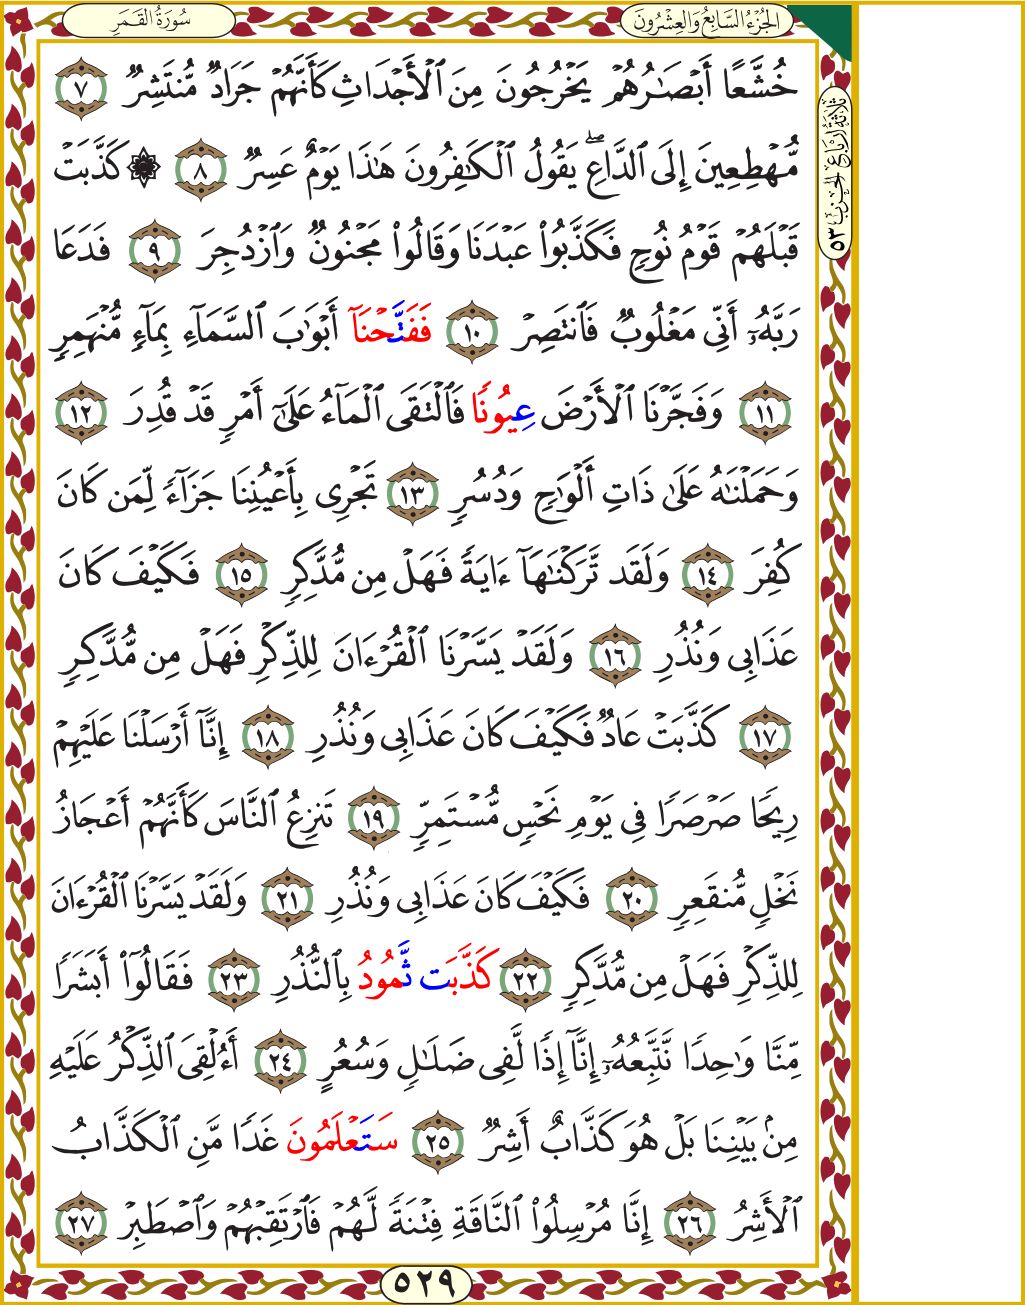 سُورَةُ القَمَرِ
الجُزْءُ السَّابِعُ وَالعِشْرُونَ
ثَلَاثَةُ أَرْبَاعِ الحِزْب ٥٣
خُشَّعًا أَبْصَٰرُهُمْ يَخْرُجُونَ مِنَ ٱلْأَجْدَاثِ كَأَنَّهُمْ جَرَادٌ مُّنتَشِرٌ ٧
مُّهْطِعِينَ إِلَى ٱلدَّاعِ ۖ يَقُولُ ٱلْكَٰفِرُونَ هَٰذَا يَوْمٌ عَسِرٌ ٨ ۞ كَذَّبَتْ
قَبْلَهُمْ قَوْمُ نُوحٍ فَكَذَّبُوا۟ عَبْدَنَا وَقَالُوا۟ مَجْنُونٌ وَٱزْدُجِرَ ٩ فَدَعَا
رَبَّهُۥٓ أَنِّى مَغْلُوبٌ فَٱنتَصِرْ ١٠ فَفَتَّحْنَآ أَبْوَٰبَ ٱلسَّمَآءِ بِمَآءٍ مُّنْهَمِرٍ
١١ وَفَجَّرْنَا ٱلْأَرْضَ عِيُونًا فَٱلْتَقَى ٱلْمَآءُ عَلَىٰٓ أَمْرٍ قَدْ قُدِرَ ١٢
وَحَمَلْنَٰهُ عَلَىٰ ذَاتِ أَلْوَٰحٍ وَدُسُرٍ ١٣ تَجْرِى بِأَعْيُنِنَا جَزَآءً لِّمَن كَانَ
كُفِرَ ١٤ وَلَقَد تَّرَكْنَٰهَآ ءَايَةً فَهَلْ مِن مُّدَّكِرٍ ١٥ فَكَيْفَ كَانَ
عَذَابِى وَنُذُرِ ١٦ وَلَقَدْ يَسَّرْنَا ٱلْقُرْءَانَ لِلذِّكْرِ فَهَلْ مِن مُّدَّكِرٍ
١٧ كَذَّبَتْ عَادٌ فَكَيْفَ كَانَ عَذَابِى وَنُذُرِ ١٨ إِنَّآ أَرْسَلْنَا عَلَيْهِمْ
رِيحًا صَرْصَرًا فِى يَوْمِ نَحْسٍ مُّسْتَمِرٍّ ١٩ تَنزِعُ ٱلنَّاسَ كَأَنَّهُمْ أَعْجَازُ
نَخْلٍ مُّنقَعِرٍ ٢٠ فَكَيْفَ كَانَ عَذَابِى وَنُذُرِ ٢١ وَلَقَدْ يَسَّرْنَا ٱلْقُرْءَانَ
لِلذِّكْرِ فَهَلْ مِن مُّدَّكِرٍ ٢٢ كَذَّبَت ثَّمُودُ بِٱلنُّذُرِ ٢٣ فَقَالُوٓا۟ أَبَشَرًا
مِّنَّا وَٰحِدًا نَّتَّبِعُهُۥٓ إِنَّآ إِذًا لَّفِى ضَلَٰلٍ وَسُعُرٍ ٢٤ أَءُلْقِىَ ٱلذِّكْرُ عَلَيْهِ
مِنۢ بَيْنِنَا بَلْ هُوَ كَذَّابٌ أَشِرٌ ٢٥ سَتَعْلَمُونَ غَدًا مَّنِ ٱلْكَذَّابُ
ٱلْأَشِرُ ٢٦ إِنَّا مُرْسِلُوا۟ ٱلنَّاقَةِ فِتْنَةً لَّهُمْ فَٱرْتَقِبْهُمْ وَٱصْطَبِرْ ٢٧
٥٢٩